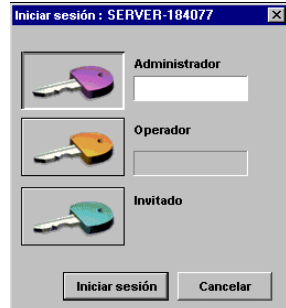 Iniciar sesión : SERVER-184077
Administrador
Operador
Invitado
Iniciar sesión
Cancelar